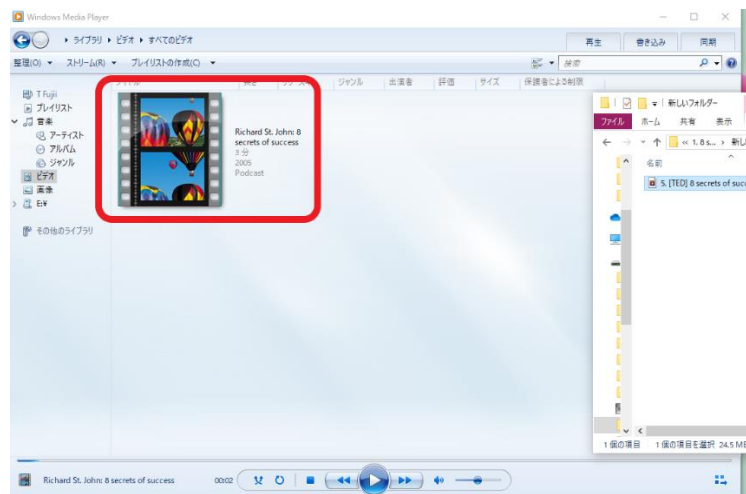 Windows Media Player
ライブラリ ▸ ビデオ ▸ すべてのビデオ
再生 書き込み 同期
整理(O) ストリーム(R) プレイリストの作成(C)
検索
ジャンル 出演者 評価 サイズ 保護者による制限
T Fujii
プレイリスト
音楽
アーティスト
アルバム
ジャンル
ビデオ
画像
E:¥
その他のライブラリ
Richard St. John: 8
secrets of success
3 分
2005
Podcast
新しいフォルダー
ファイル ホーム 共有 表示
« 1. 8 s... › 新し
名前
5. [TED] 8 secrets of suc
1 個の項目 1 個の項目を選択 24.5 M
Richard St. John: 8 secrets of success 00:02